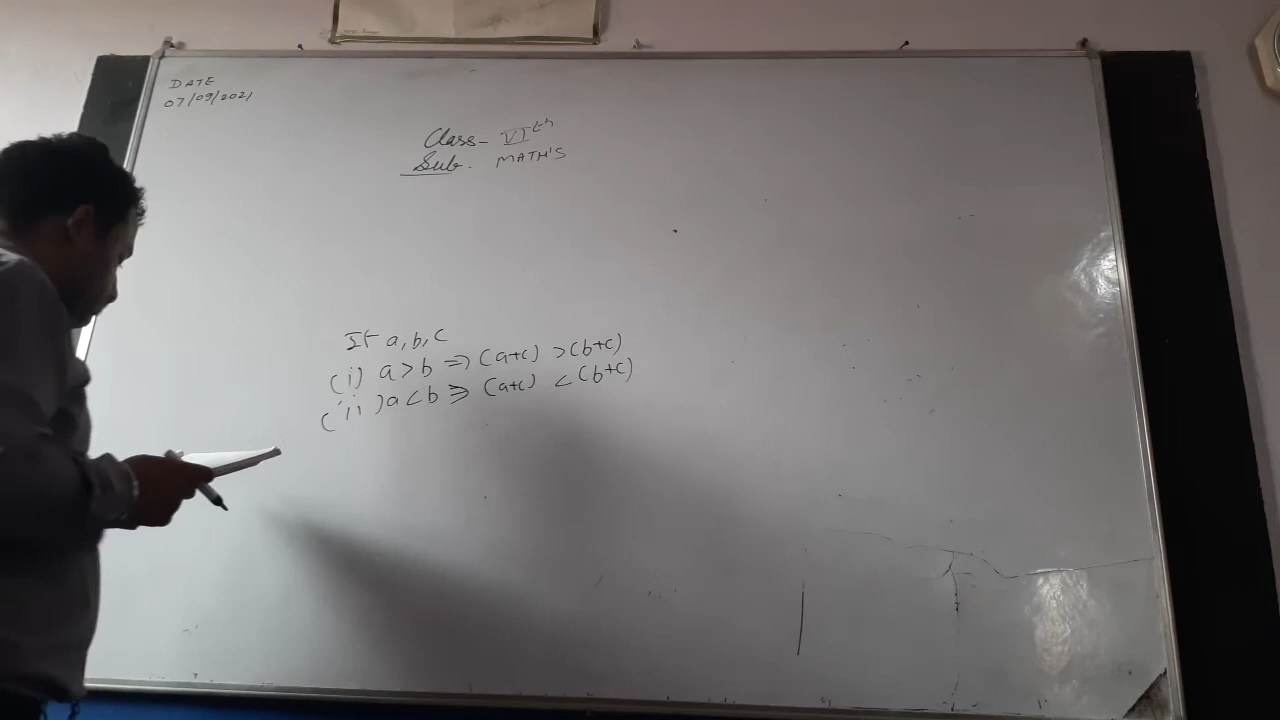 DATE
07/09/2021
Class- VIth
Sub. MATH'S
If a, b, c
(i) a > b => (a+c) > (b+c)
(ii) a < b => (a+c) < (b+c)